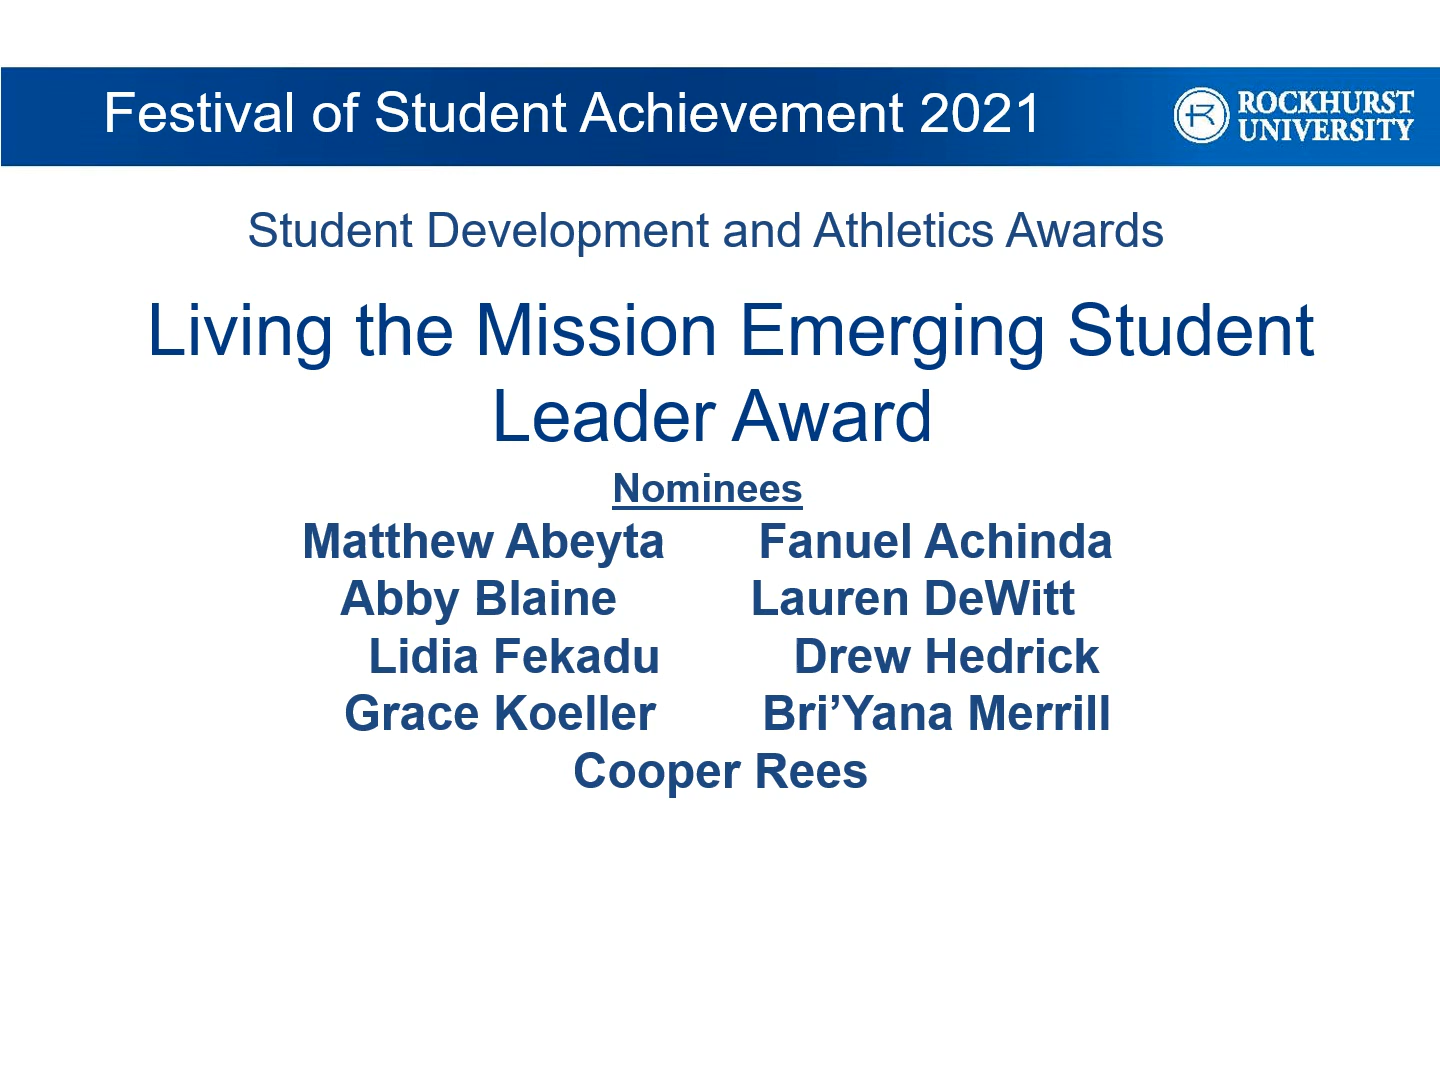 Festival of Student Achievement 2021
ROCKHURST
UNIVERSITY
Student Development and Athletics Awards
Living the Mission Emerging Student
Leader Award
Nominees
Matthew Abeyta Fanuel Achinda
Abby Blaine Lauren DeWitt
Lidia Fekadu Drew Hedrick
Grace Koeller Bri’Yana Merrill
Cooper Rees